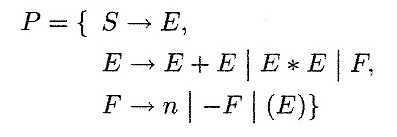 P = { S → E,
E → E + E | E * E | F,
F → n | −F | (E)}